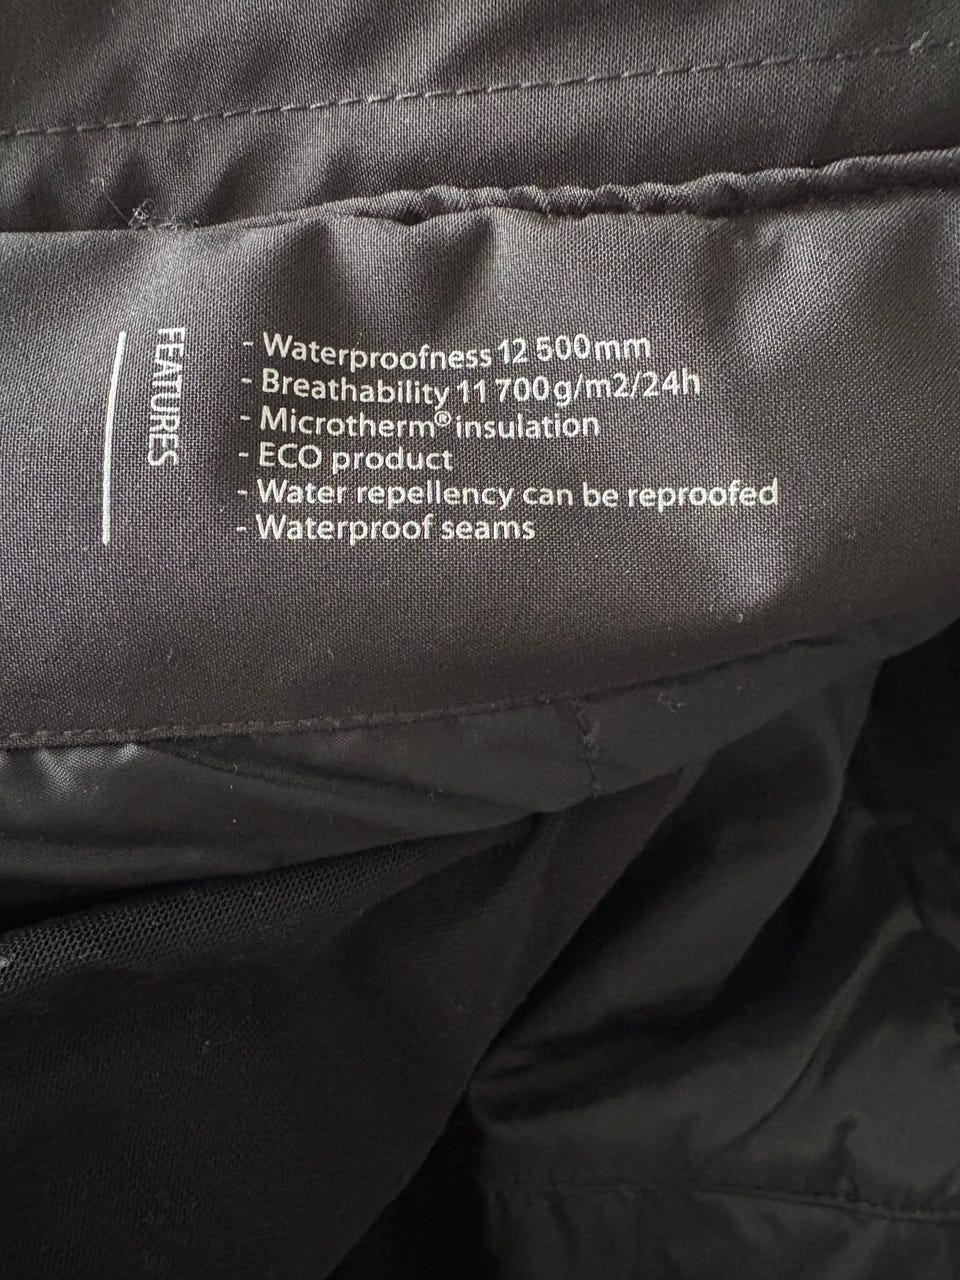 FEATURES
- Waterproofness 12 500mm
- Breathability 11 700g/m2/24h
- Microtherm® insulation
- ECO product
- Water repellency can be reproofed
- Waterproof seams